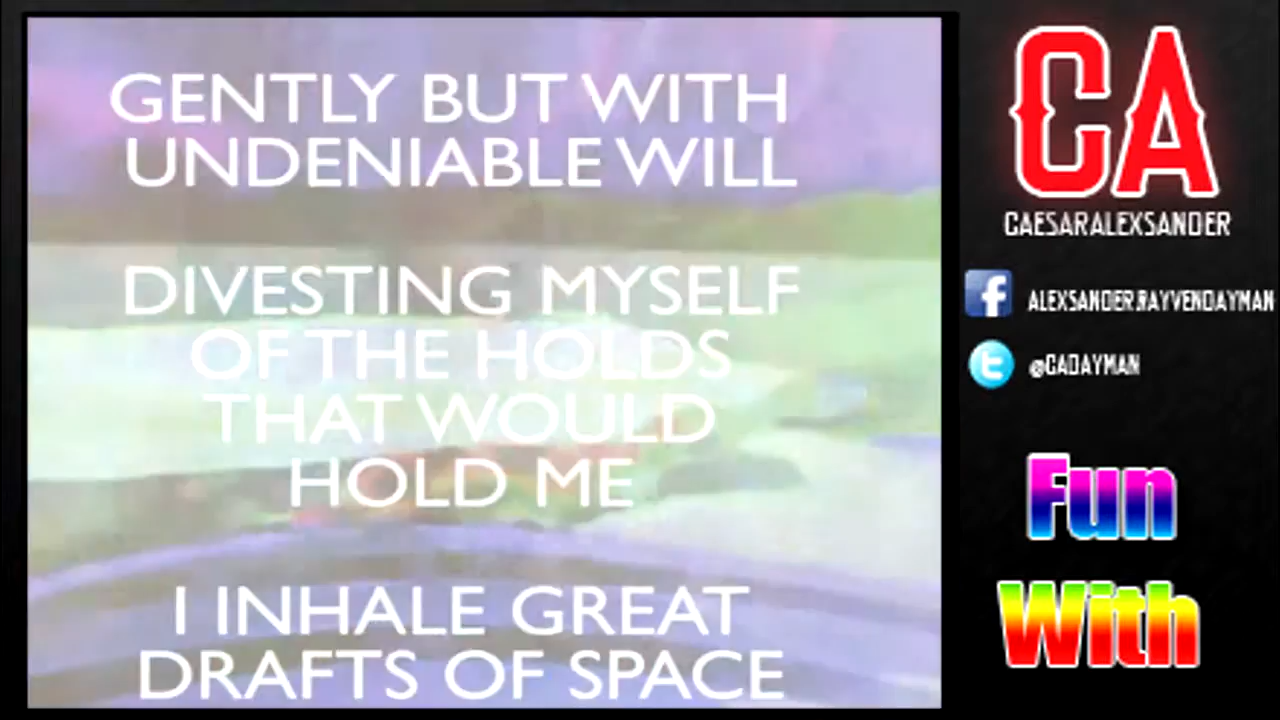 GENTLY BUT WITH
UNDENIABLE WILL
DIVESTING MYSELF
OF THE HOLDS
THAT WOULD
HOLD ME
I INHALE GREAT
DRAFTS OF SPACE
CA
CAESARALEXSANDER
f ALEXSANDER.RAYVENDAYMAN
t @CADAYMAN
Fun
With